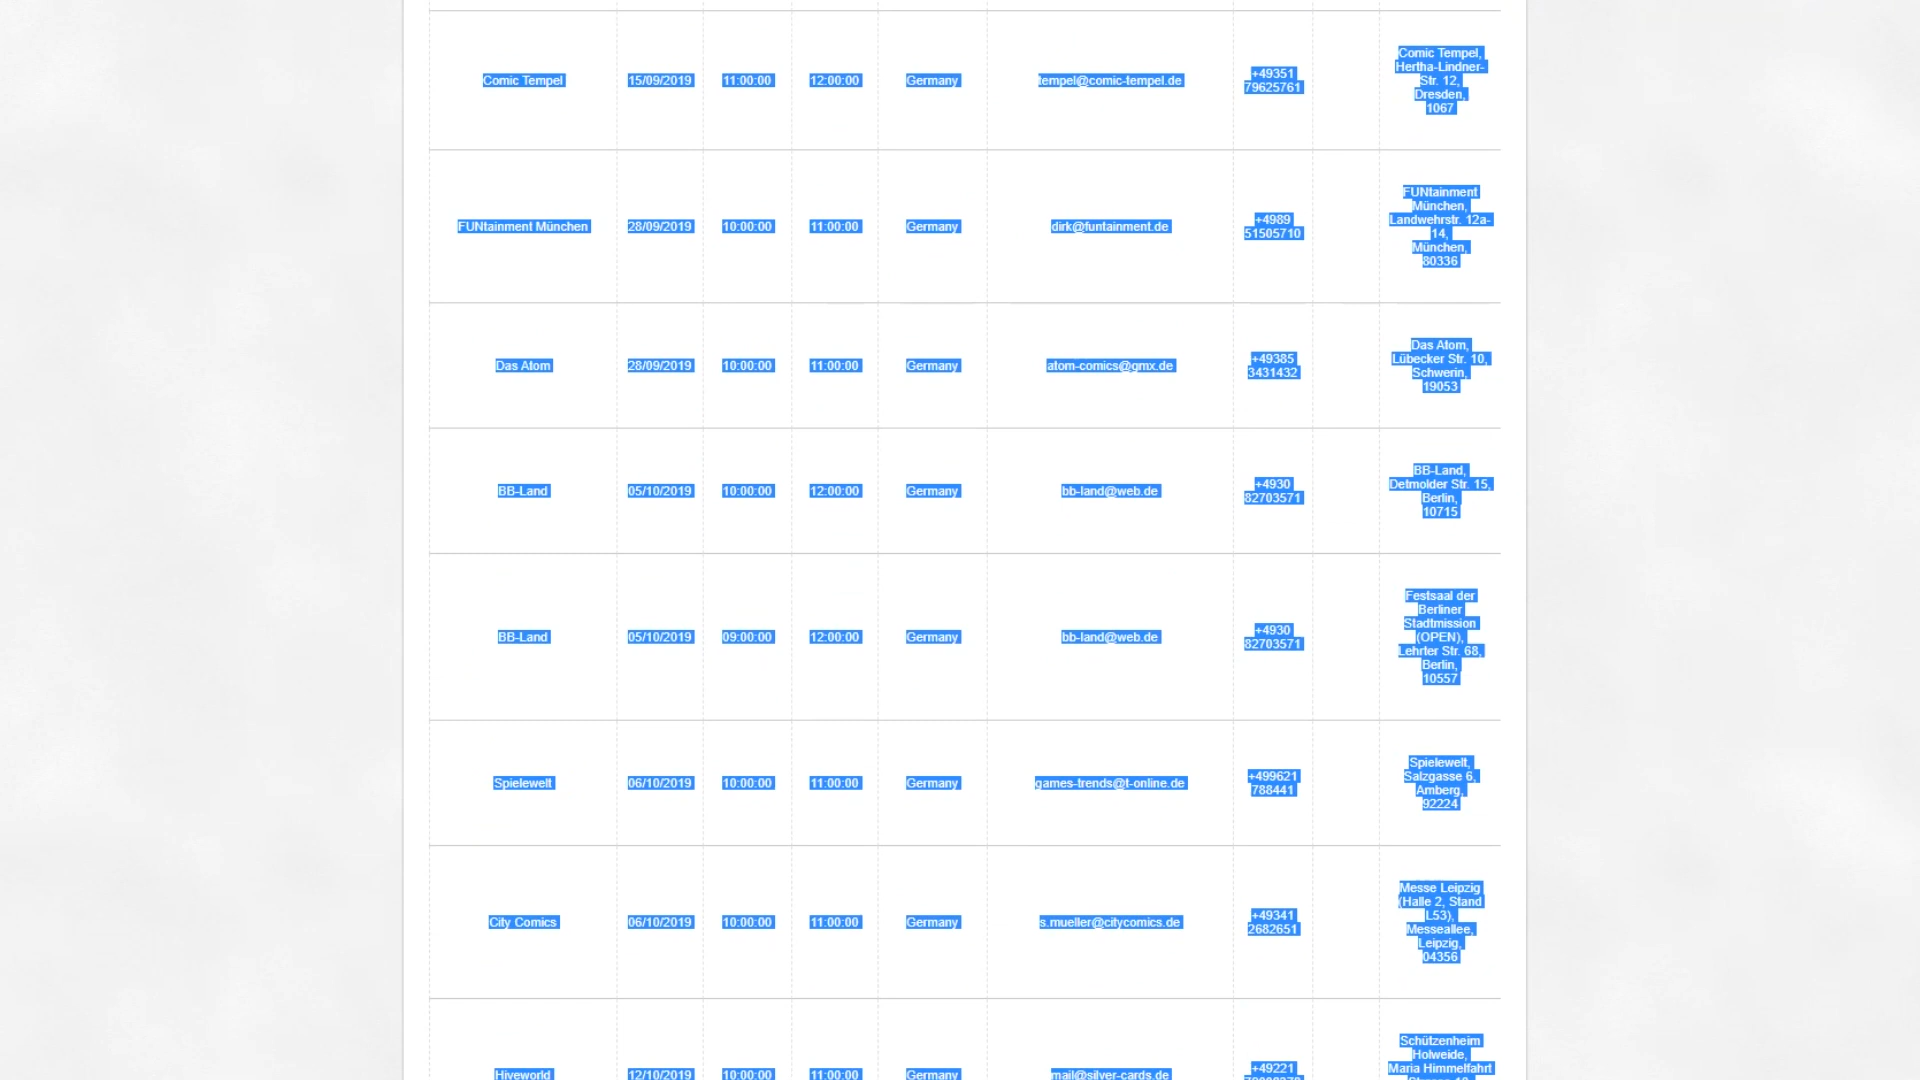 Comic Tempel 15/09/2019 11:00:00 12:00:00 Germany tempel@comic-tempel.de
+49351
79625761
Comic Tempel,
Hertha-Lindner-
Str. 12,
Dresden,
1067
FUNtainment München 28/09/2019 10:00:00 11:00:00 Germany dirk@funtainment.de
+4989
51505710
FUNtainment
München,
Landwehrstr. 12a-
14,
München,
80336
Das Atom 28/09/2019 10:00:00 11:00:00 Germany atom-comics@gmx.de
+49385
3431432
Das Atom,
Lübecker Str. 10,
Schwerin,
19053
BB-Land 05/10/2019 10:00:00 12:00:00 Germany bb-land@web.de
+4930
82703571
BB-Land,
Detmolder Str. 15,
Berlin,
10715
BB-Land 05/10/2019 09:00:00 12:00:00 Germany bb-land@web.de
+4930
82703571
Festsaal der
Berliner
Stadtmission
(OPEN),
Lehrter Str. 68,
Berlin,
10557
Spielewelt 06/10/2019 10:00:00 11:00:00 Germany games-trends@t-online.de
+499621
788441
Spielewelt,
Salzgasse 6,
Amberg,
92224
City Comics 06/10/2019 10:00:00 11:00:00 Germany s.mueller@citycomics.de
+49341
2682651
Messe Leipzig
(Halle 2, Stand
L53),
Messeallee,
Leipzig,
04356
Hiveworld 12/10/2019 10:00:00 11:00:00 Germany mail@silver-cards.de
+49221
Schützenheim
Holweide,
Maria Himmelfahrt